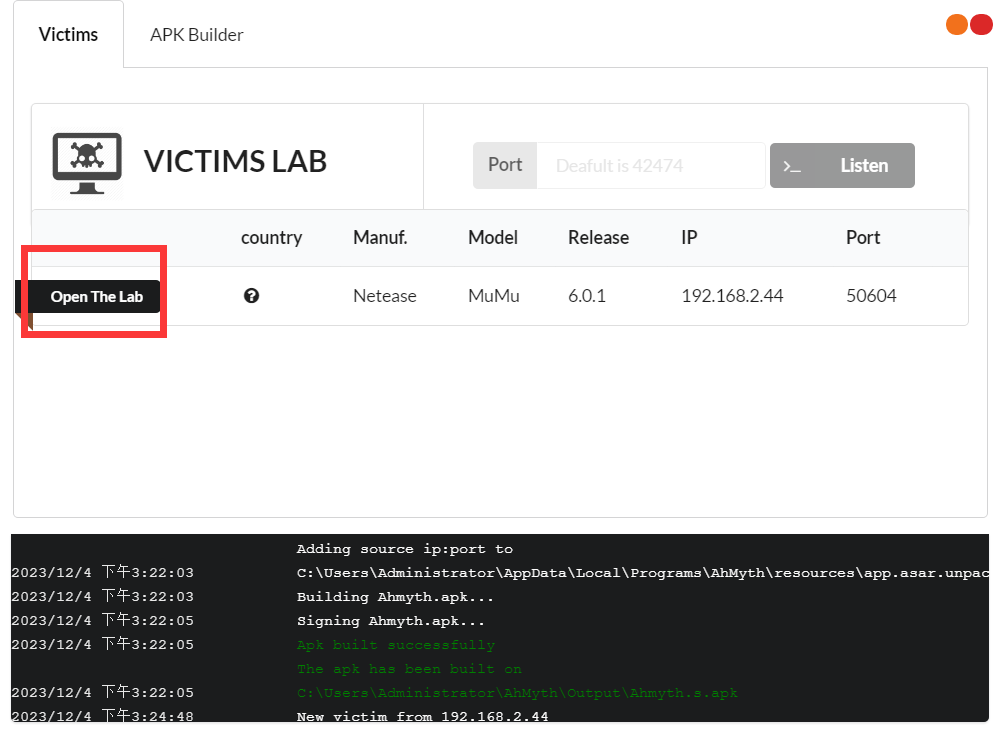 Victims APK Builder
VICTIMS LAB Port Deafult is 42474 >_ Listen
country Manuf. Model Release IP Port
Open The Lab Netease MuMu 6.0.1 192.168.2.44 50604
Adding source ip:port to
2023/12/4 下午3:22:03 C:\Users\Administrator\AppData\Local\Programs\AhMyth\resources\app.asar.unpac
2023/12/4 下午3:22:03 Building Ahmyth.apk...
2023/12/4 下午3:22:05 Signing Ahmyth.apk...
2023/12/4 下午3:22:05 Apk built successfully
The apk has been built on
2023/12/4 下午3:22:05 C:\Users\Administrator\AhMyth\Output\Ahmyth.s.apk
2023/12/4 下午3:24:48 New victim from 192.168.2.44